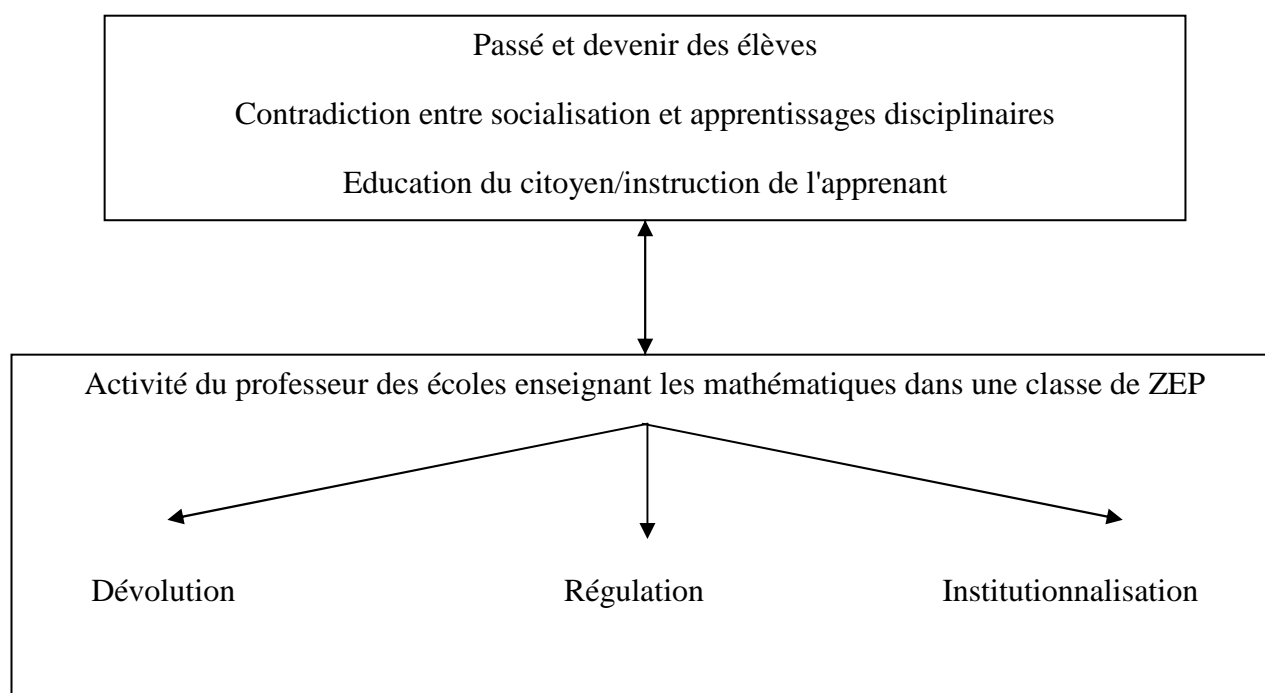 Passé et devenir des élèves
Contradiction entre socialisation et apprentissages disciplinaires
Education du citoyen/instruction de l'apprenant
Activité du professeur des écoles enseignant les mathématiques dans une classe de ZEP
Dévolution Régulation Institutionnalisation